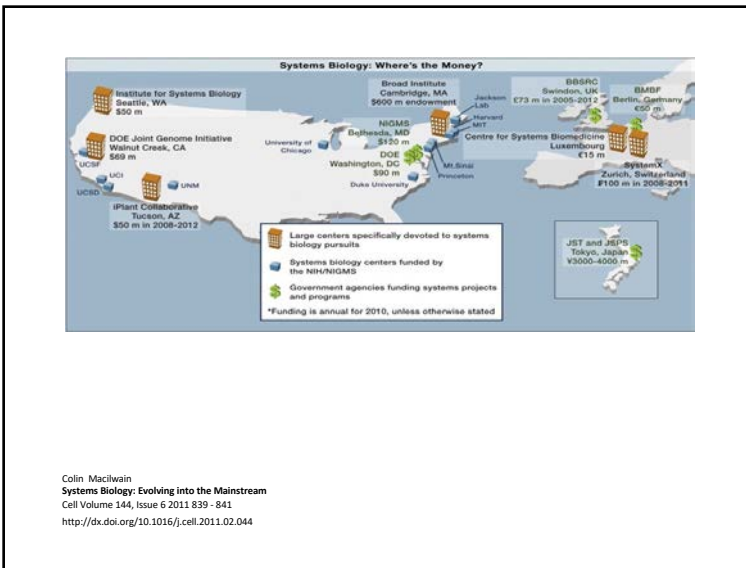 Systems Biology: Where's the Money?
Institute for Systems Biology
Seattle, WA
$50 m
DOE Joint Genome Initiative
Walnut Creek, CA
$69 m
UCSF
UCI
UCSD
UNM
iPlant Collaborative
Tucson, AZ
$50 m in 2008-2012
University of
Chicago
Broad Institute
Cambridge, MA
$600 m endowment
Jackson
Lab
Harvard
MIT
NIGMS
Bethesda, MD
$120 m
DOE
Washington, DC
$90 m
Mt.Sinai
Princeton
Duke University
BBSRC
Swindon, UK
£73 m in 2005-2012
BMBF
Berlin, Germany
€50 m
Centre for Systems Biomedicine
Luxembourg
€15 m
SystemX
Zurich, Switzerland
₣100 m in 2008-2011
JST and JSPS
Tokyo, Japan
¥3000-4000 m
Large centers specifically devoted to systems
biology pursuits
Systems biology centers funded by
the NIH/NIGMS
Government agencies funding systems projects
and programs
*Funding is annual for 2010, unless otherwise stated
Colin Macilwain
Systems Biology: Evolving into the Mainstream
Cell Volume 144, Issue 6 2011 839 - 841
http://dx.doi.org/10.1016/j.cell.2011.02.044